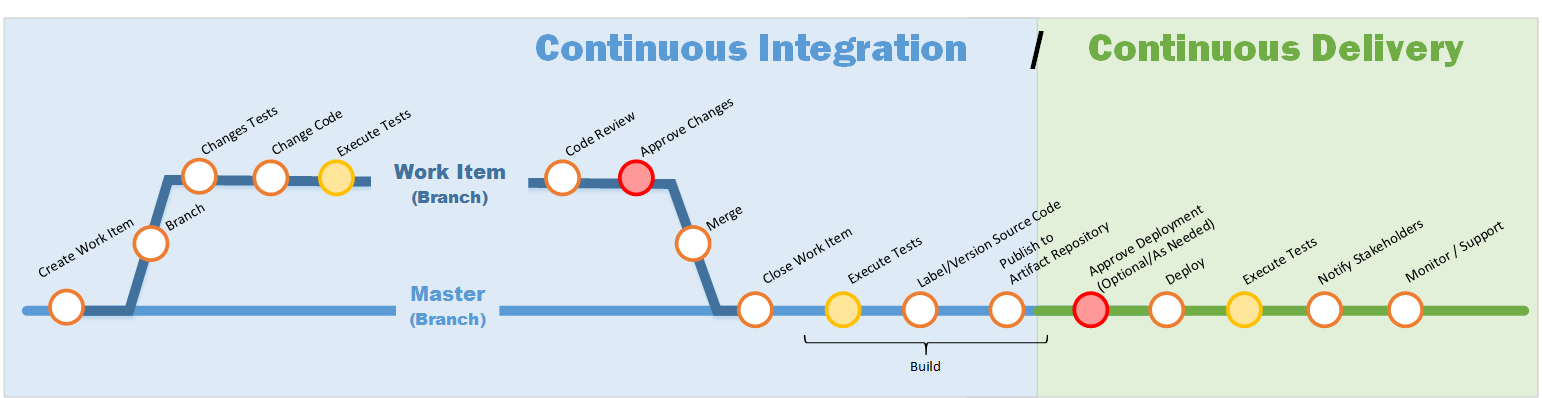 Continuous Integration / Continuous Delivery
Create Work Item
Branch
Changes Tests
Change Code
Execute Tests
Work Item
(Branch)
Code Review
Approve Changes
Merge
Master
(Branch)
Close Work Item
Execute Tests
Label/Version Source Code
Publish to
Artifact Repository
Build
Approve Deployment
(Optional/As Needed)
Deploy
Execute Tests
Notify Stakeholders
Monitor / Support